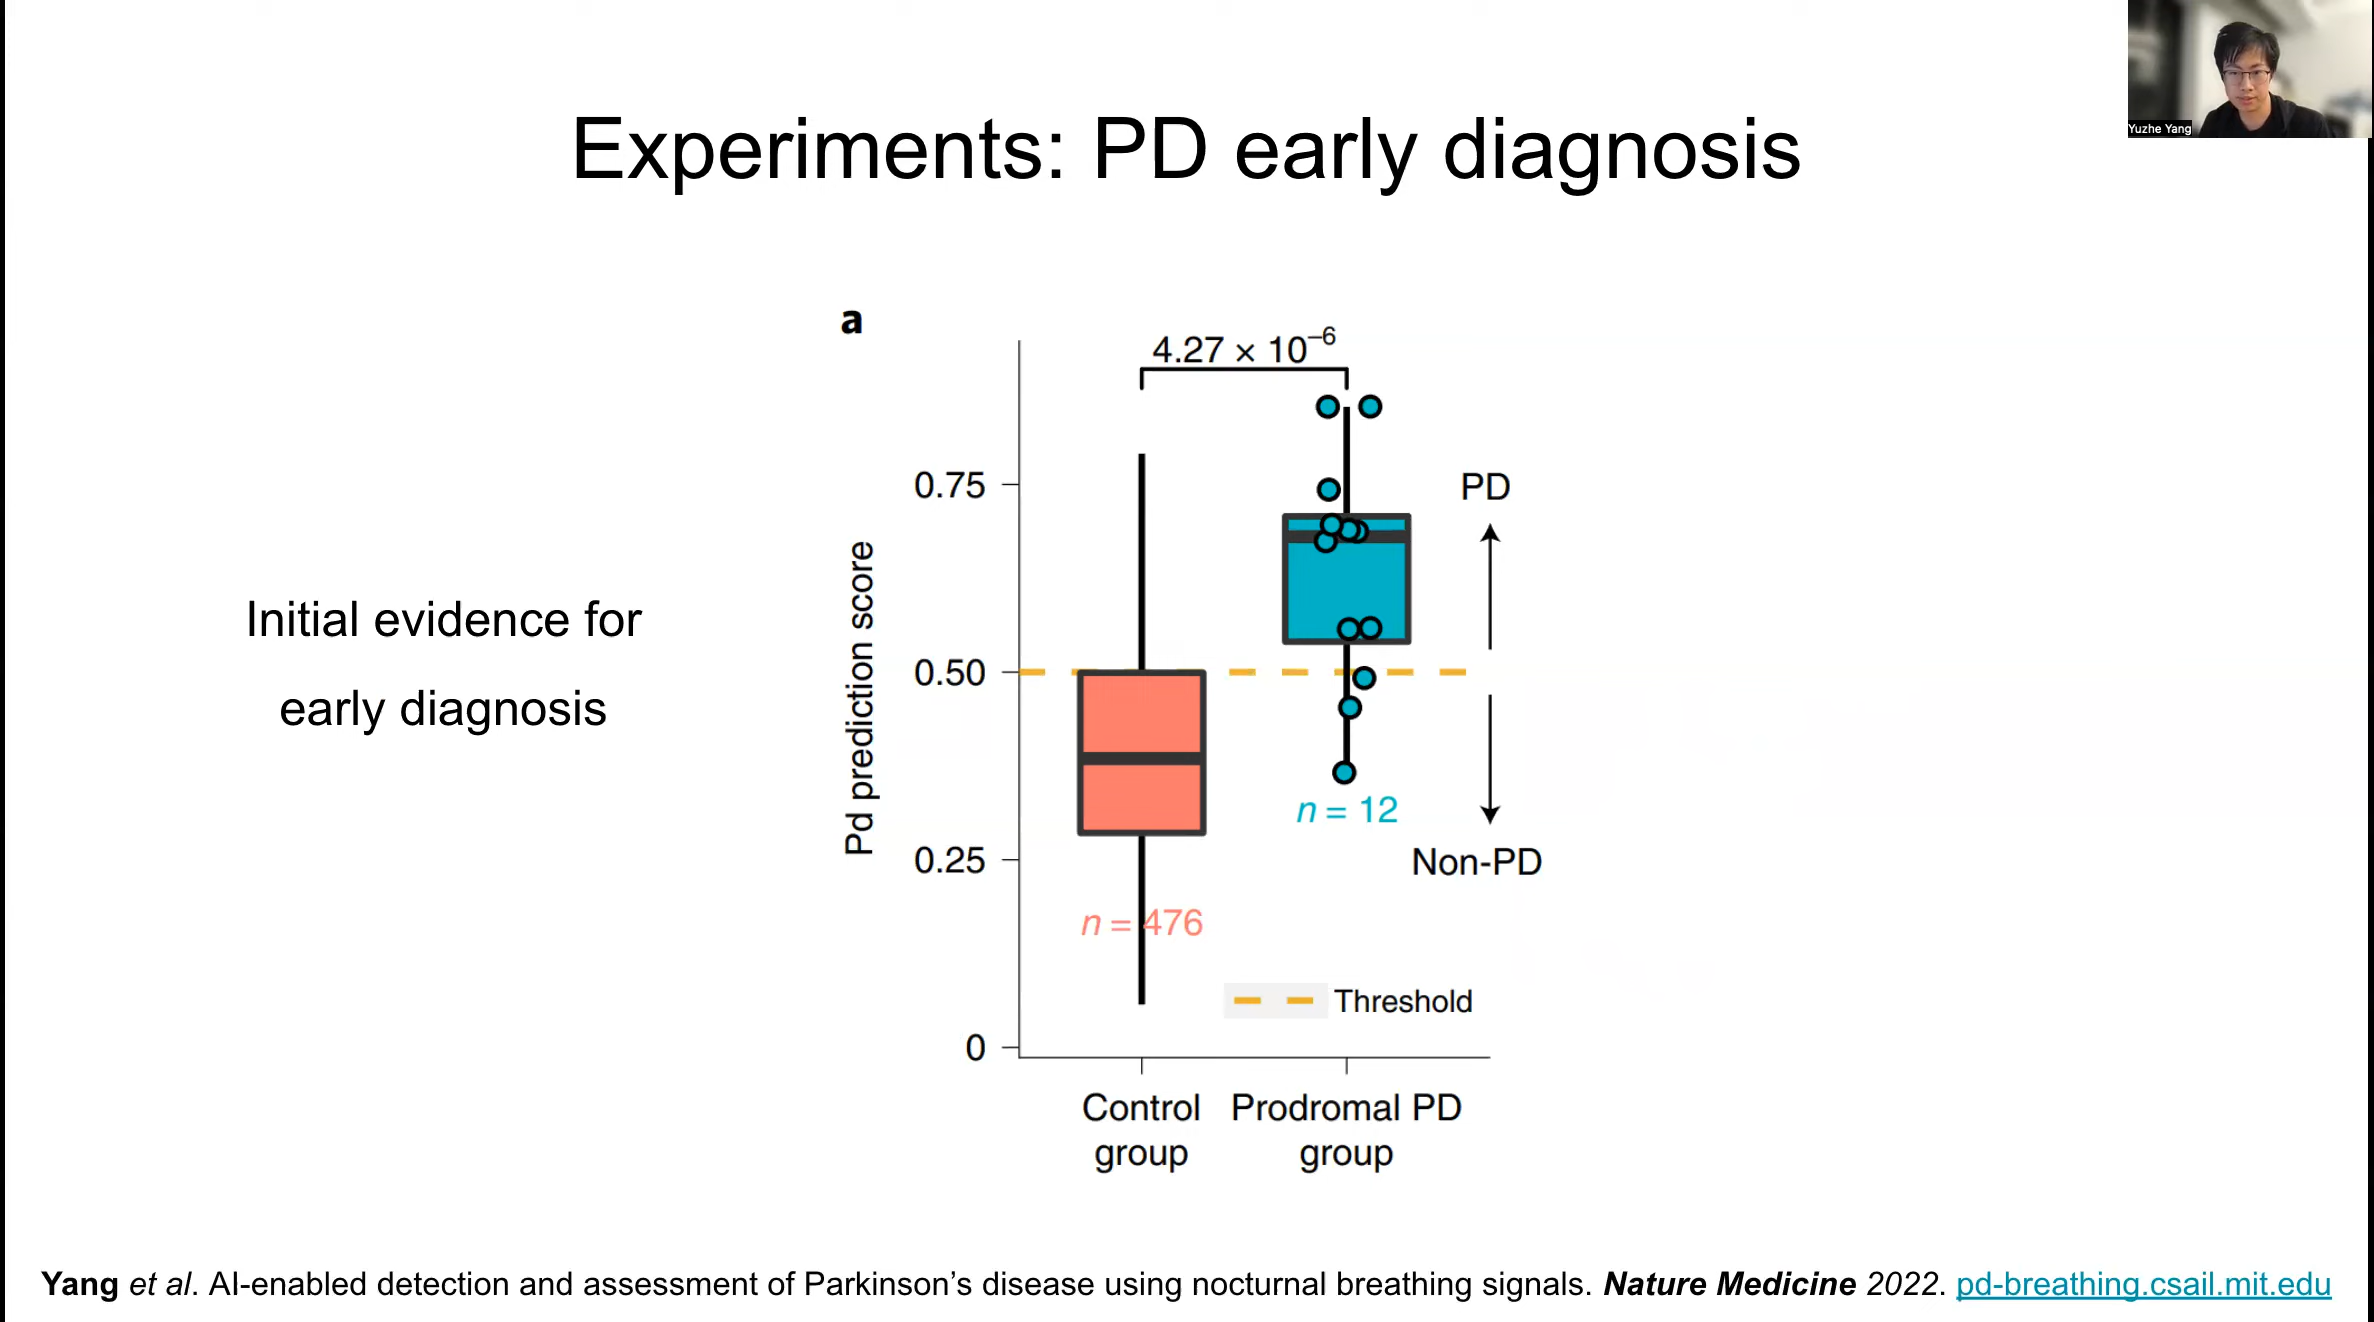 Yuzhe Yang
Experiments: PD early diagnosis
Initial evidence for
early diagnosis
a
4.27 × 10⁻⁶
Pd prediction score
0.75
0.50
0.25
0
PD
Non-PD
n = 12
n = 476
Threshold
Control
group
Prodromal PD
group
Yang et al. AI-enabled detection and assessment of Parkinson’s disease using nocturnal breathing signals. Nature Medicine 2022. pd-breathing.csail.mit.edu